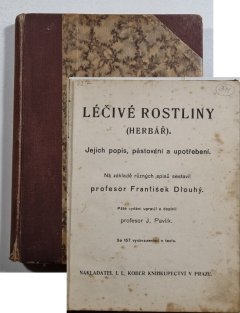 LÉČIVÉ ROSTLINY
(HERBÁŘ).
Jejich popis, pěstování a upotřebení.
Na základě různých spisů sestavil
profesor František Dlouhý.
Páté vydání upravil a doplnil
profesor J. Pavlík.
Se 157 vyobrazeními v textu.
NAKLADATEL I. L. KOBER KNIHKUPECTVÍ V PRAZE.